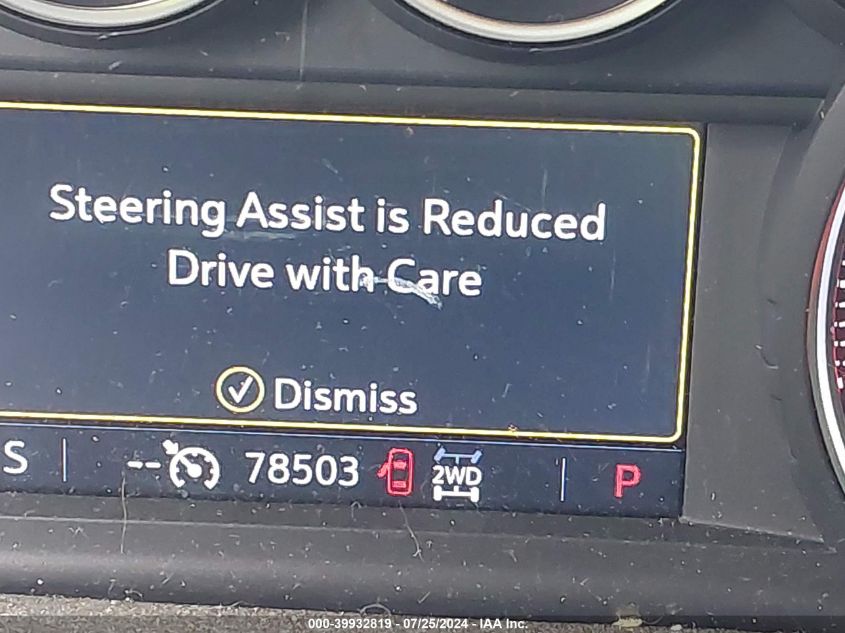 Steering Assist is Reduced
Drive with Care
Dismiss
S -- 78503 2WD P
000-39932819 - 07/25/2024 - IAA Inc.